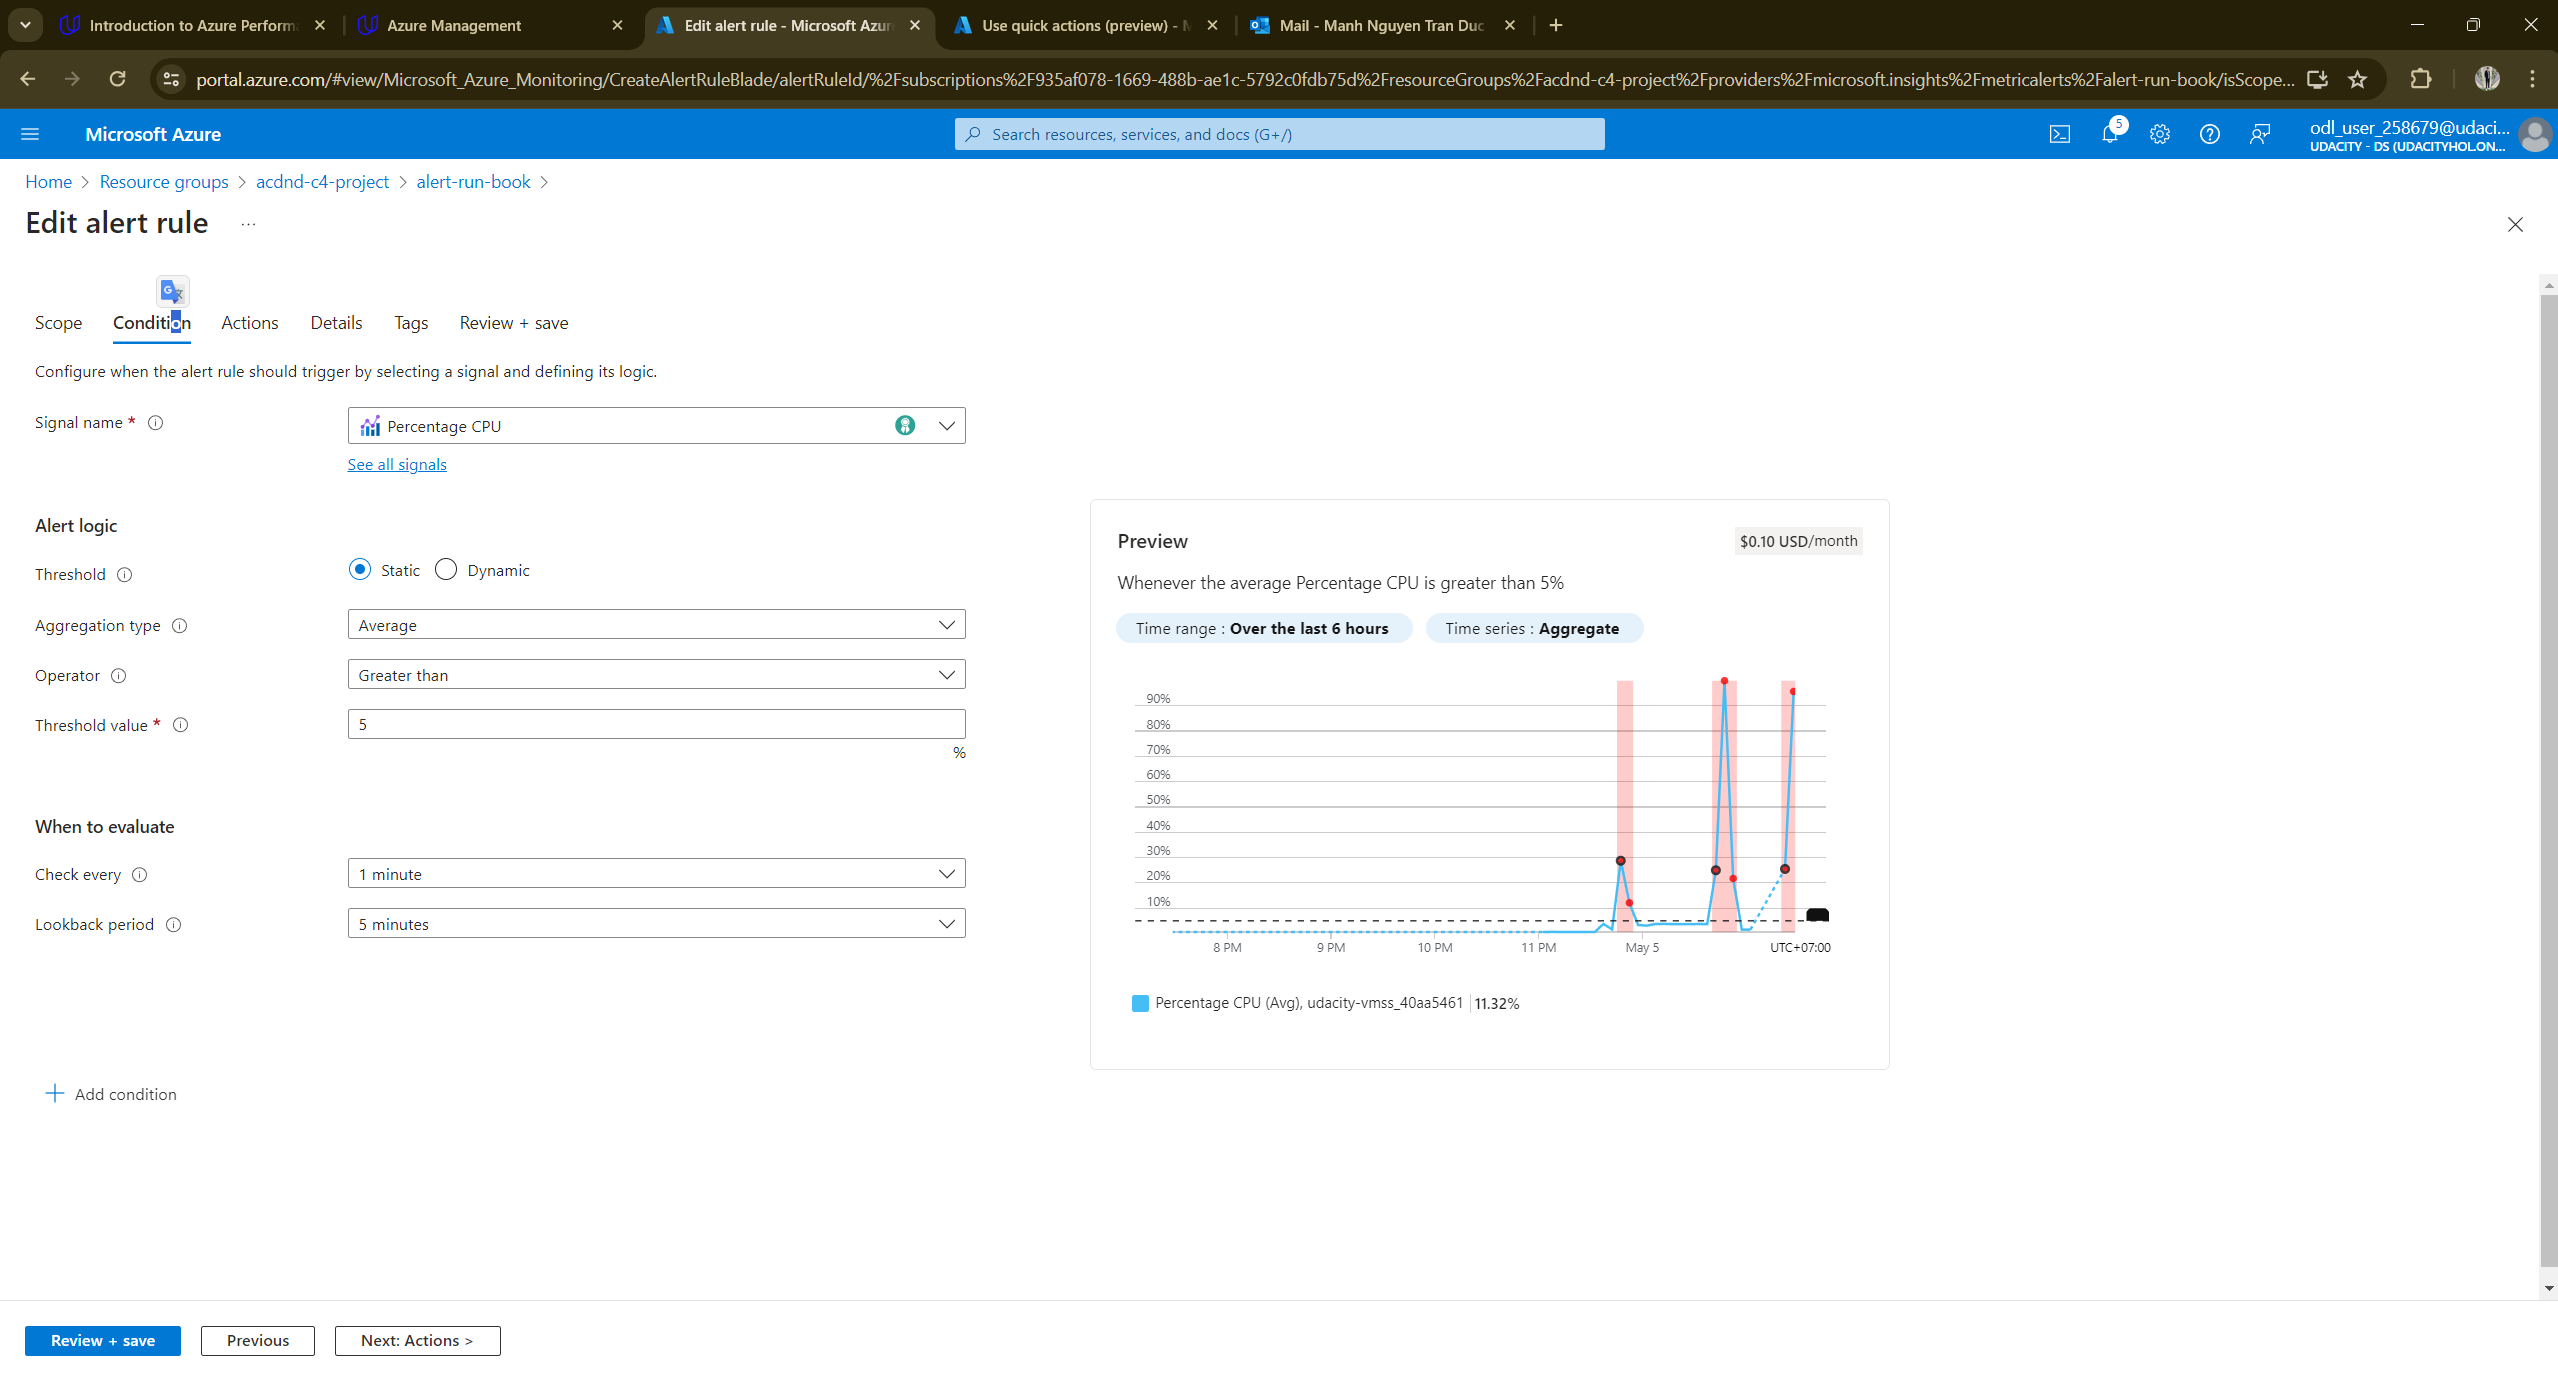 Introduction to Azure Perform
Azure Management
Edit alert rule - Microsoft Azur
Use quick actions (preview) - M
Mail - Manh Nguyen Tran Duc
portal.azure.com/#view/Microsoft_Azure_Monitoring/CreateAlertRuleBlade/alertRuleId/%2Fsubscriptions%2F935af078-1669-488b-ae1c-5792c0fdb75d%2FresourceGroups%2Facdnd-c4-project%2Fproviders%2Fmicrosoft.insights%2Fmetricalerts%2Falert-run-book/isScope...
Microsoft Azure
Search resources, services, and docs (G+/)
5
odl_user_258679@udaci...
UDACITY - DS (UDACITYHOL.ON...
Home > Resource groups > acdnd-c4-project > alert-run-book >
Edit alert rule ...
Scope Condition Actions Details Tags Review + save
Configure when the alert rule should trigger by selecting a signal and defining its logic.
Signal name *
Percentage CPU
See all signals
Alert logic
Threshold
Static
Dynamic
Aggregation type
Average
Operator
Greater than
Threshold value *
5
%
When to evaluate
Check every
1 minute
Lookback period
5 minutes
Add condition
Preview
$0.10 USD/month
Whenever the average Percentage CPU is greater than 5%
Time range : Over the last 6 hours
Time series : Aggregate
90%
80%
70%
60%
50%
40%
30%
20%
10%
8 PM
9 PM
10 PM
11 PM
May 5
UTC+07:00
Percentage CPU (Avg), udacity-vmss_40aa5461 11.32%
Review + save
Previous
Next: Actions >